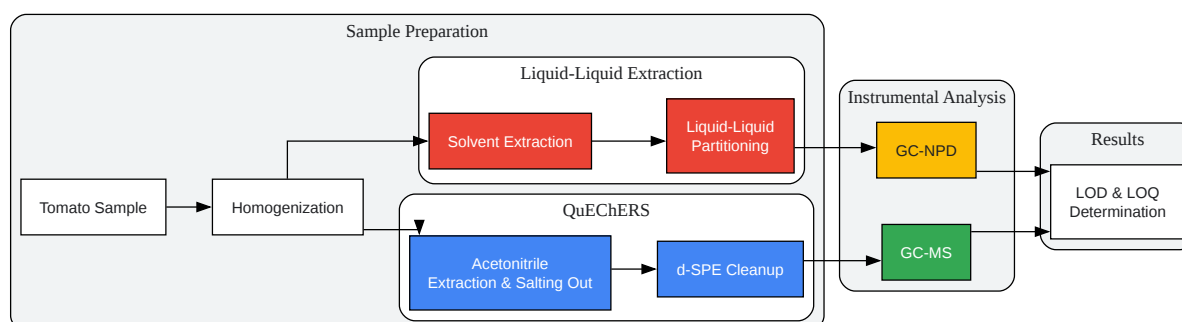 Sample Preparation
Liquid-Liquid Extraction
Solvent Extraction
Liquid-Liquid
Partitioning
Tomato Sample
Homogenization
QuEChERS
Acetonitrile
Extraction & Salting Out
d-SPE Cleanup
Instrumental Analysis
GC-NPD
GC-MS
Results
LOD & LOQ
Determination